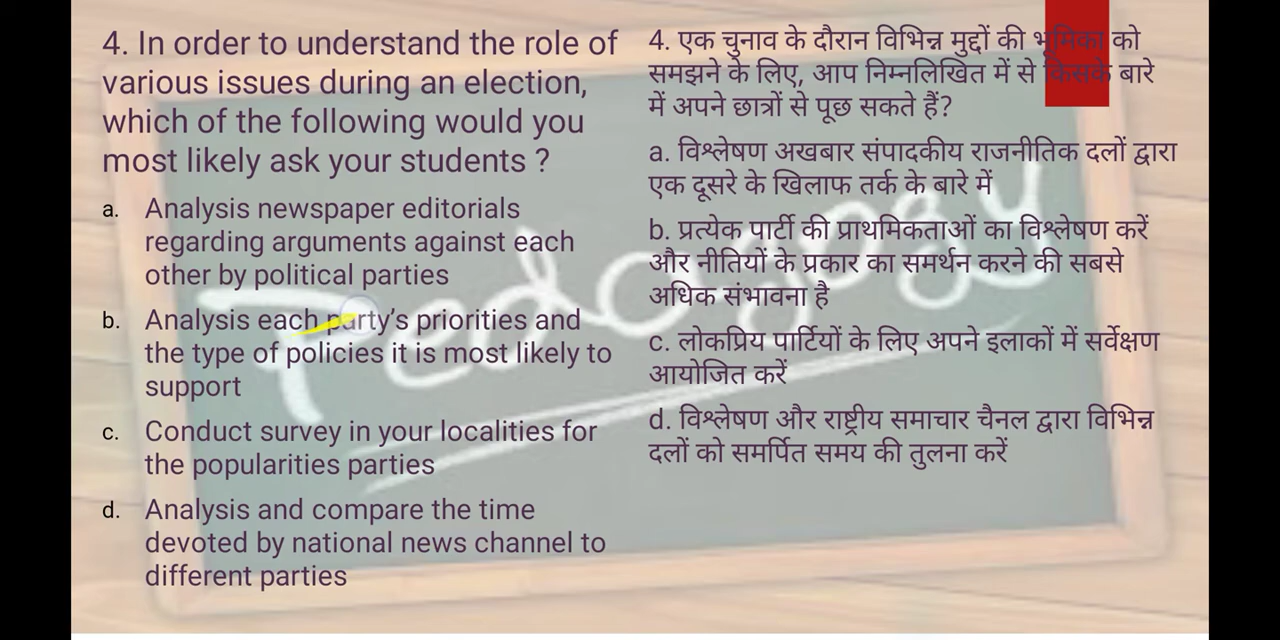 4. In order to understand the role of
various issues during an election,
which of the following would you
most likely ask your students ?
a. Analysis newspaper editorials
regarding arguments against each
other by political parties
b. Analysis each party's priorities and
the type of policies it is most likely to
support
c. Conduct survey in your localities for
the popularities parties
d. Analysis and compare the time
devoted by national news channel to
different parties
4. एक चुनाव के दौरान विभिन्न मुद्दों की भूमिका को
समझने के लिए, आप निम्नलिखित में से किसके बारे
में अपने छात्रों से पूछ सकते हैं?
a. विश्लेषण अखबार संपादकीय राजनीतिक दलों द्वारा
एक दूसरे के खिलाफ तर्क के बारे में
b. प्रत्येक पार्टी की प्राथमिकताओं का विश्लेषण करें
और नीतियों के प्रकार का समर्थन करने की सबसे
अधिक संभावना है
c. लोकप्रिय पार्टियों के लिए अपने इलाकों में सर्वेक्षण
आयोजित करें
d. विश्लेषण और राष्ट्रीय समाचार चैनल द्वारा विभिन्न
दलों को समर्पित समय की तुलना करें
Pedagogy